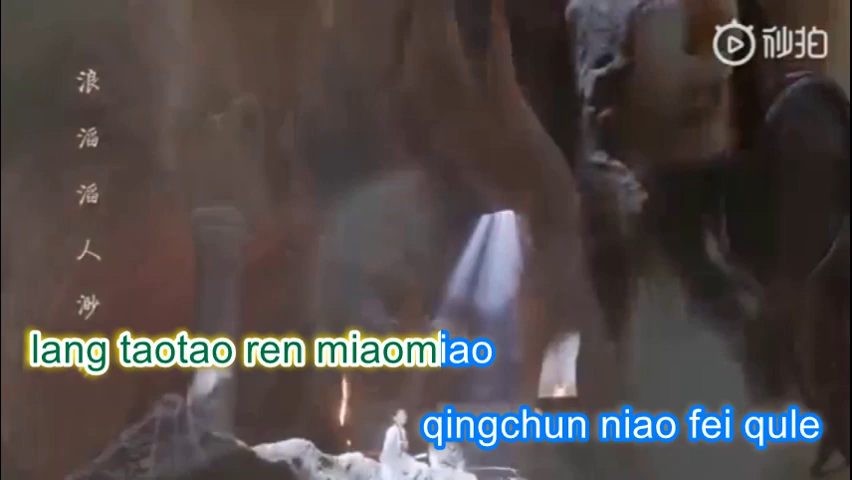 秒拍
浪滔滔人渺
lang taotao ren miaomiao
qingchun niao fei qule